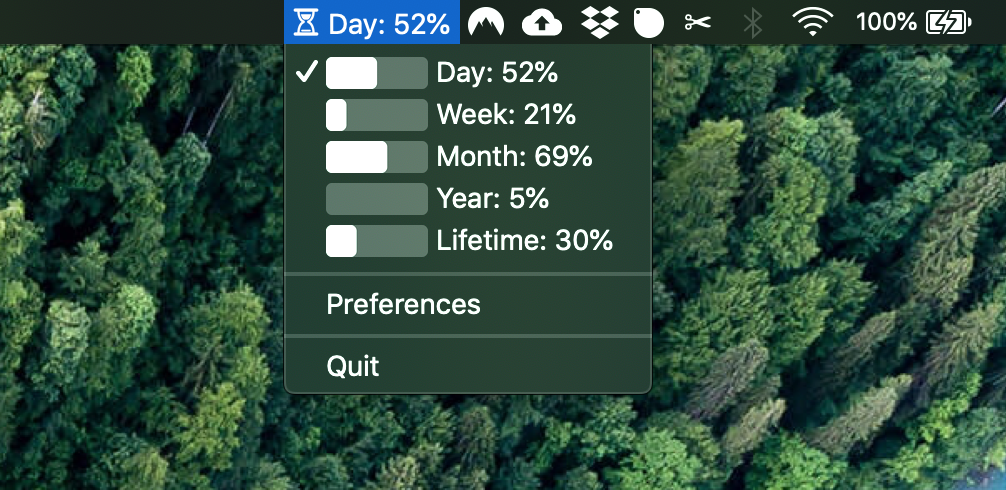 Day: 52% 100%
Day: 52%
Week: 21%
Month: 69%
Year: 5%
Lifetime: 30%
Preferences
Quit